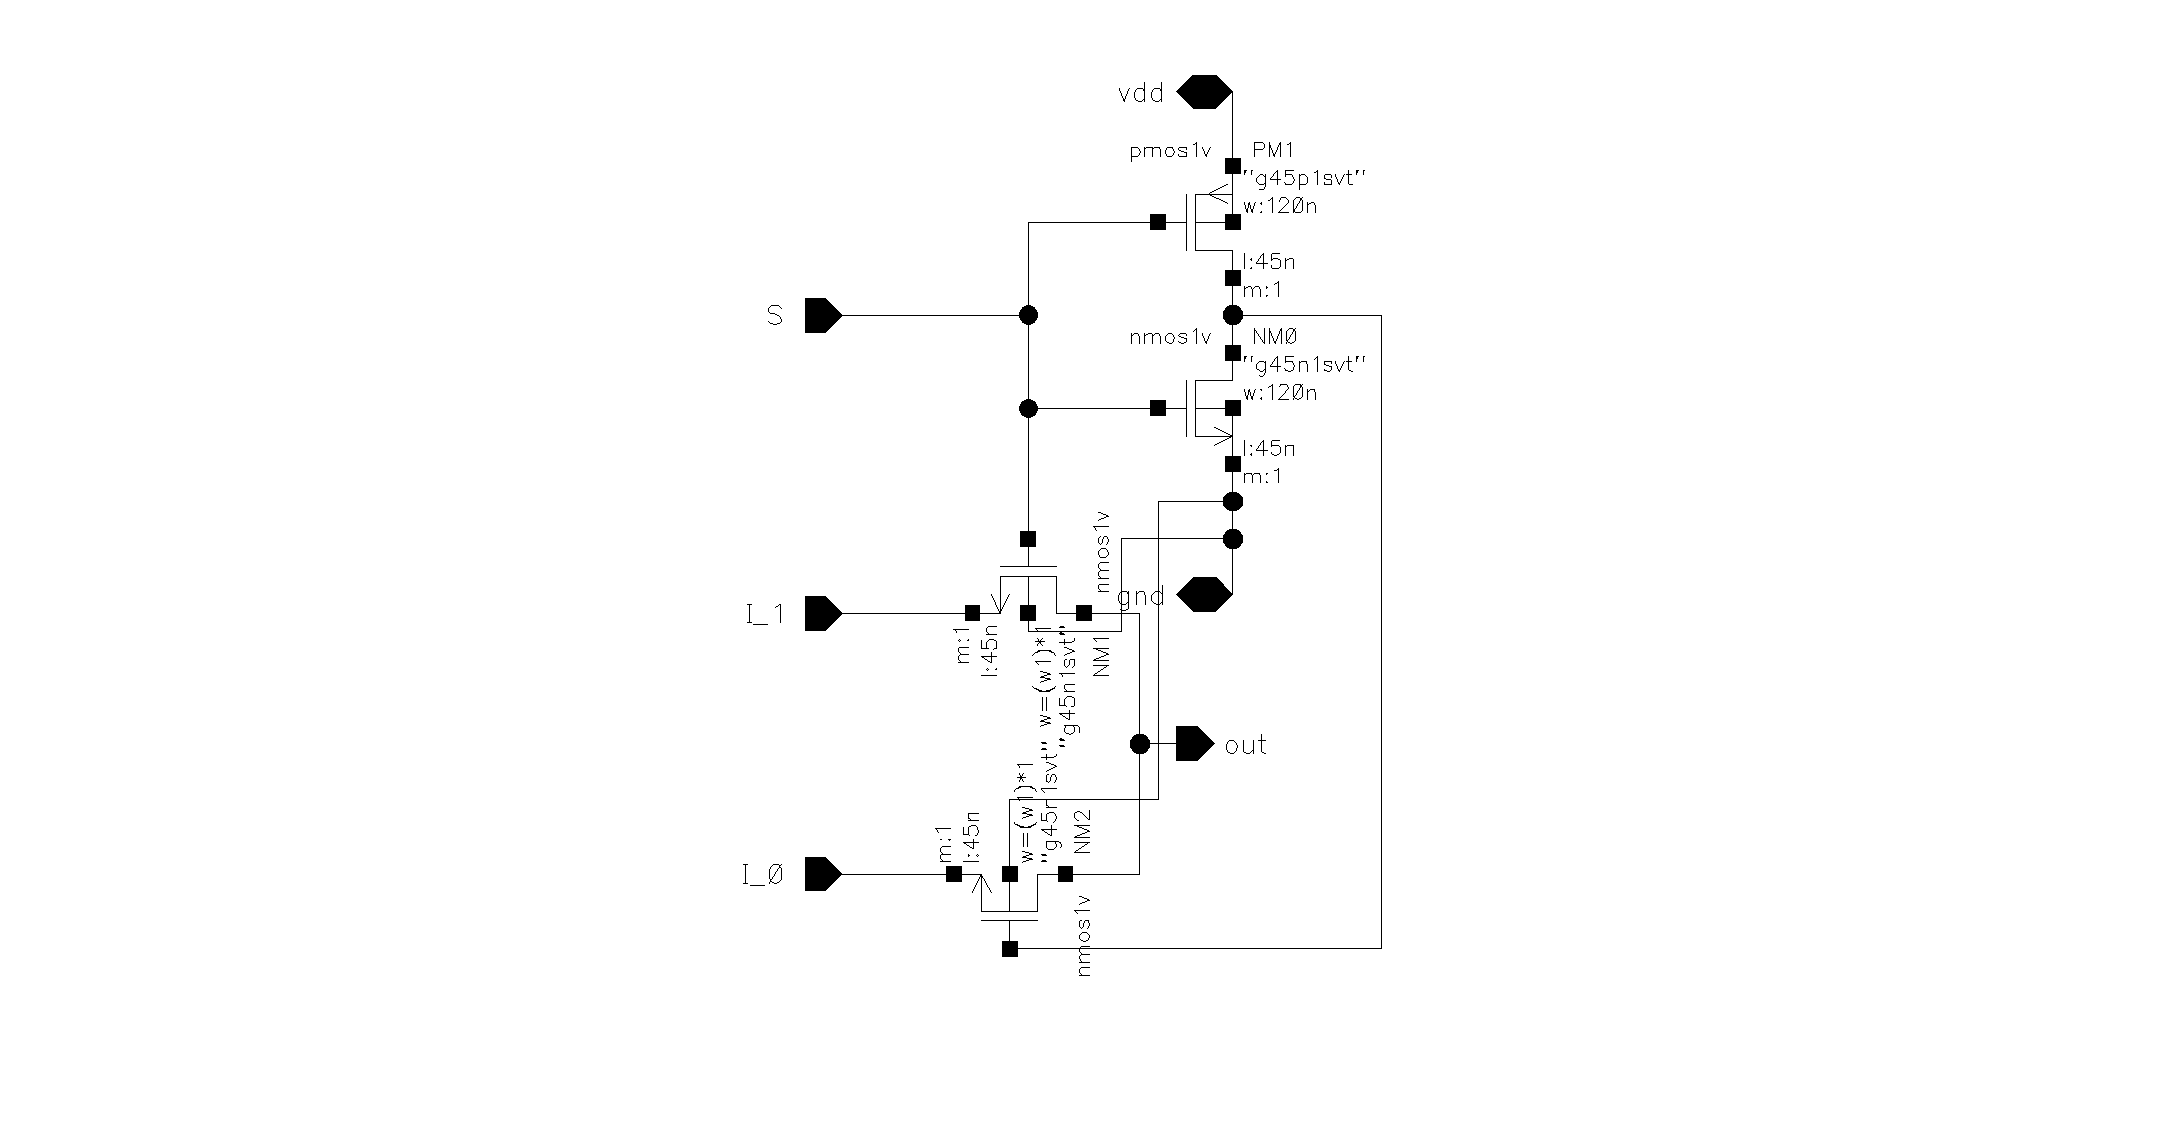 vdd
pmos1v PM1
"g45p1svt"
w:120n
l:45n
m:1
S
nmos1v NM0
"g45n1svt"
w:120n
l:45n
m:1
nmos1v
gnd
I_1
m:1
l:45n
w=(w1)*1
"g45n1svt"
NM1
out
m:1
l:45n
w=(w1)*1
"g45n1svt"
NM2
I_0
nmos1v